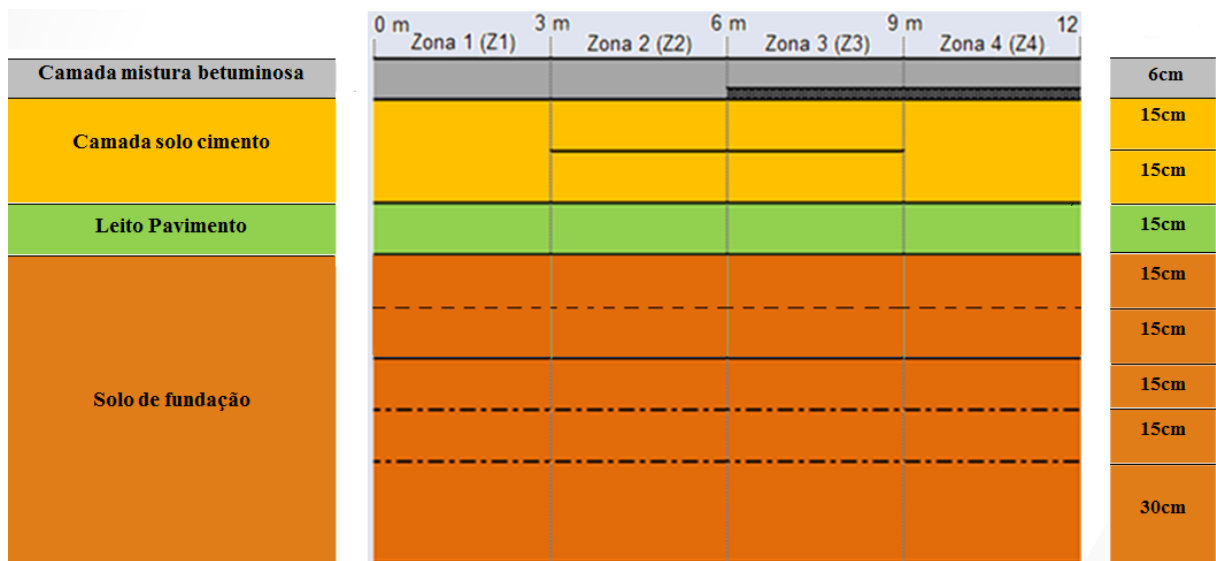 0 m 3 m 6 m 9 m 12
Zona 1 (Z1) Zona 2 (Z2) Zona 3 (Z3) Zona 4 (Z4)
Camada mistura betuminosa
6cm
15cm
Camada solo cimento
15cm
Leito Pavimento
15cm
15cm
15cm
15cm
Solo de fundação
15cm
30cm